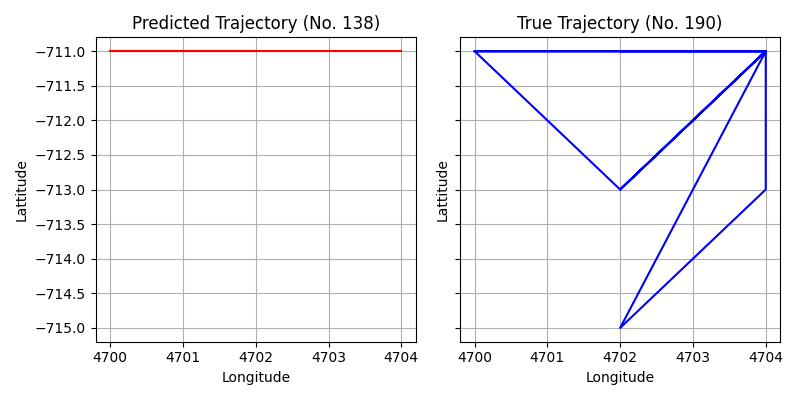 Predicted Trajectory (No. 138)
True Trajectory (No. 190)
Lattitude
−711.0
−711.5
−712.0
−712.5
−713.0
−713.5
−714.0
−714.5
−715.0
4700 4701 4702 4703 4704
Longitude
Lattitude
4700 4701 4702 4703 4704
Longitude